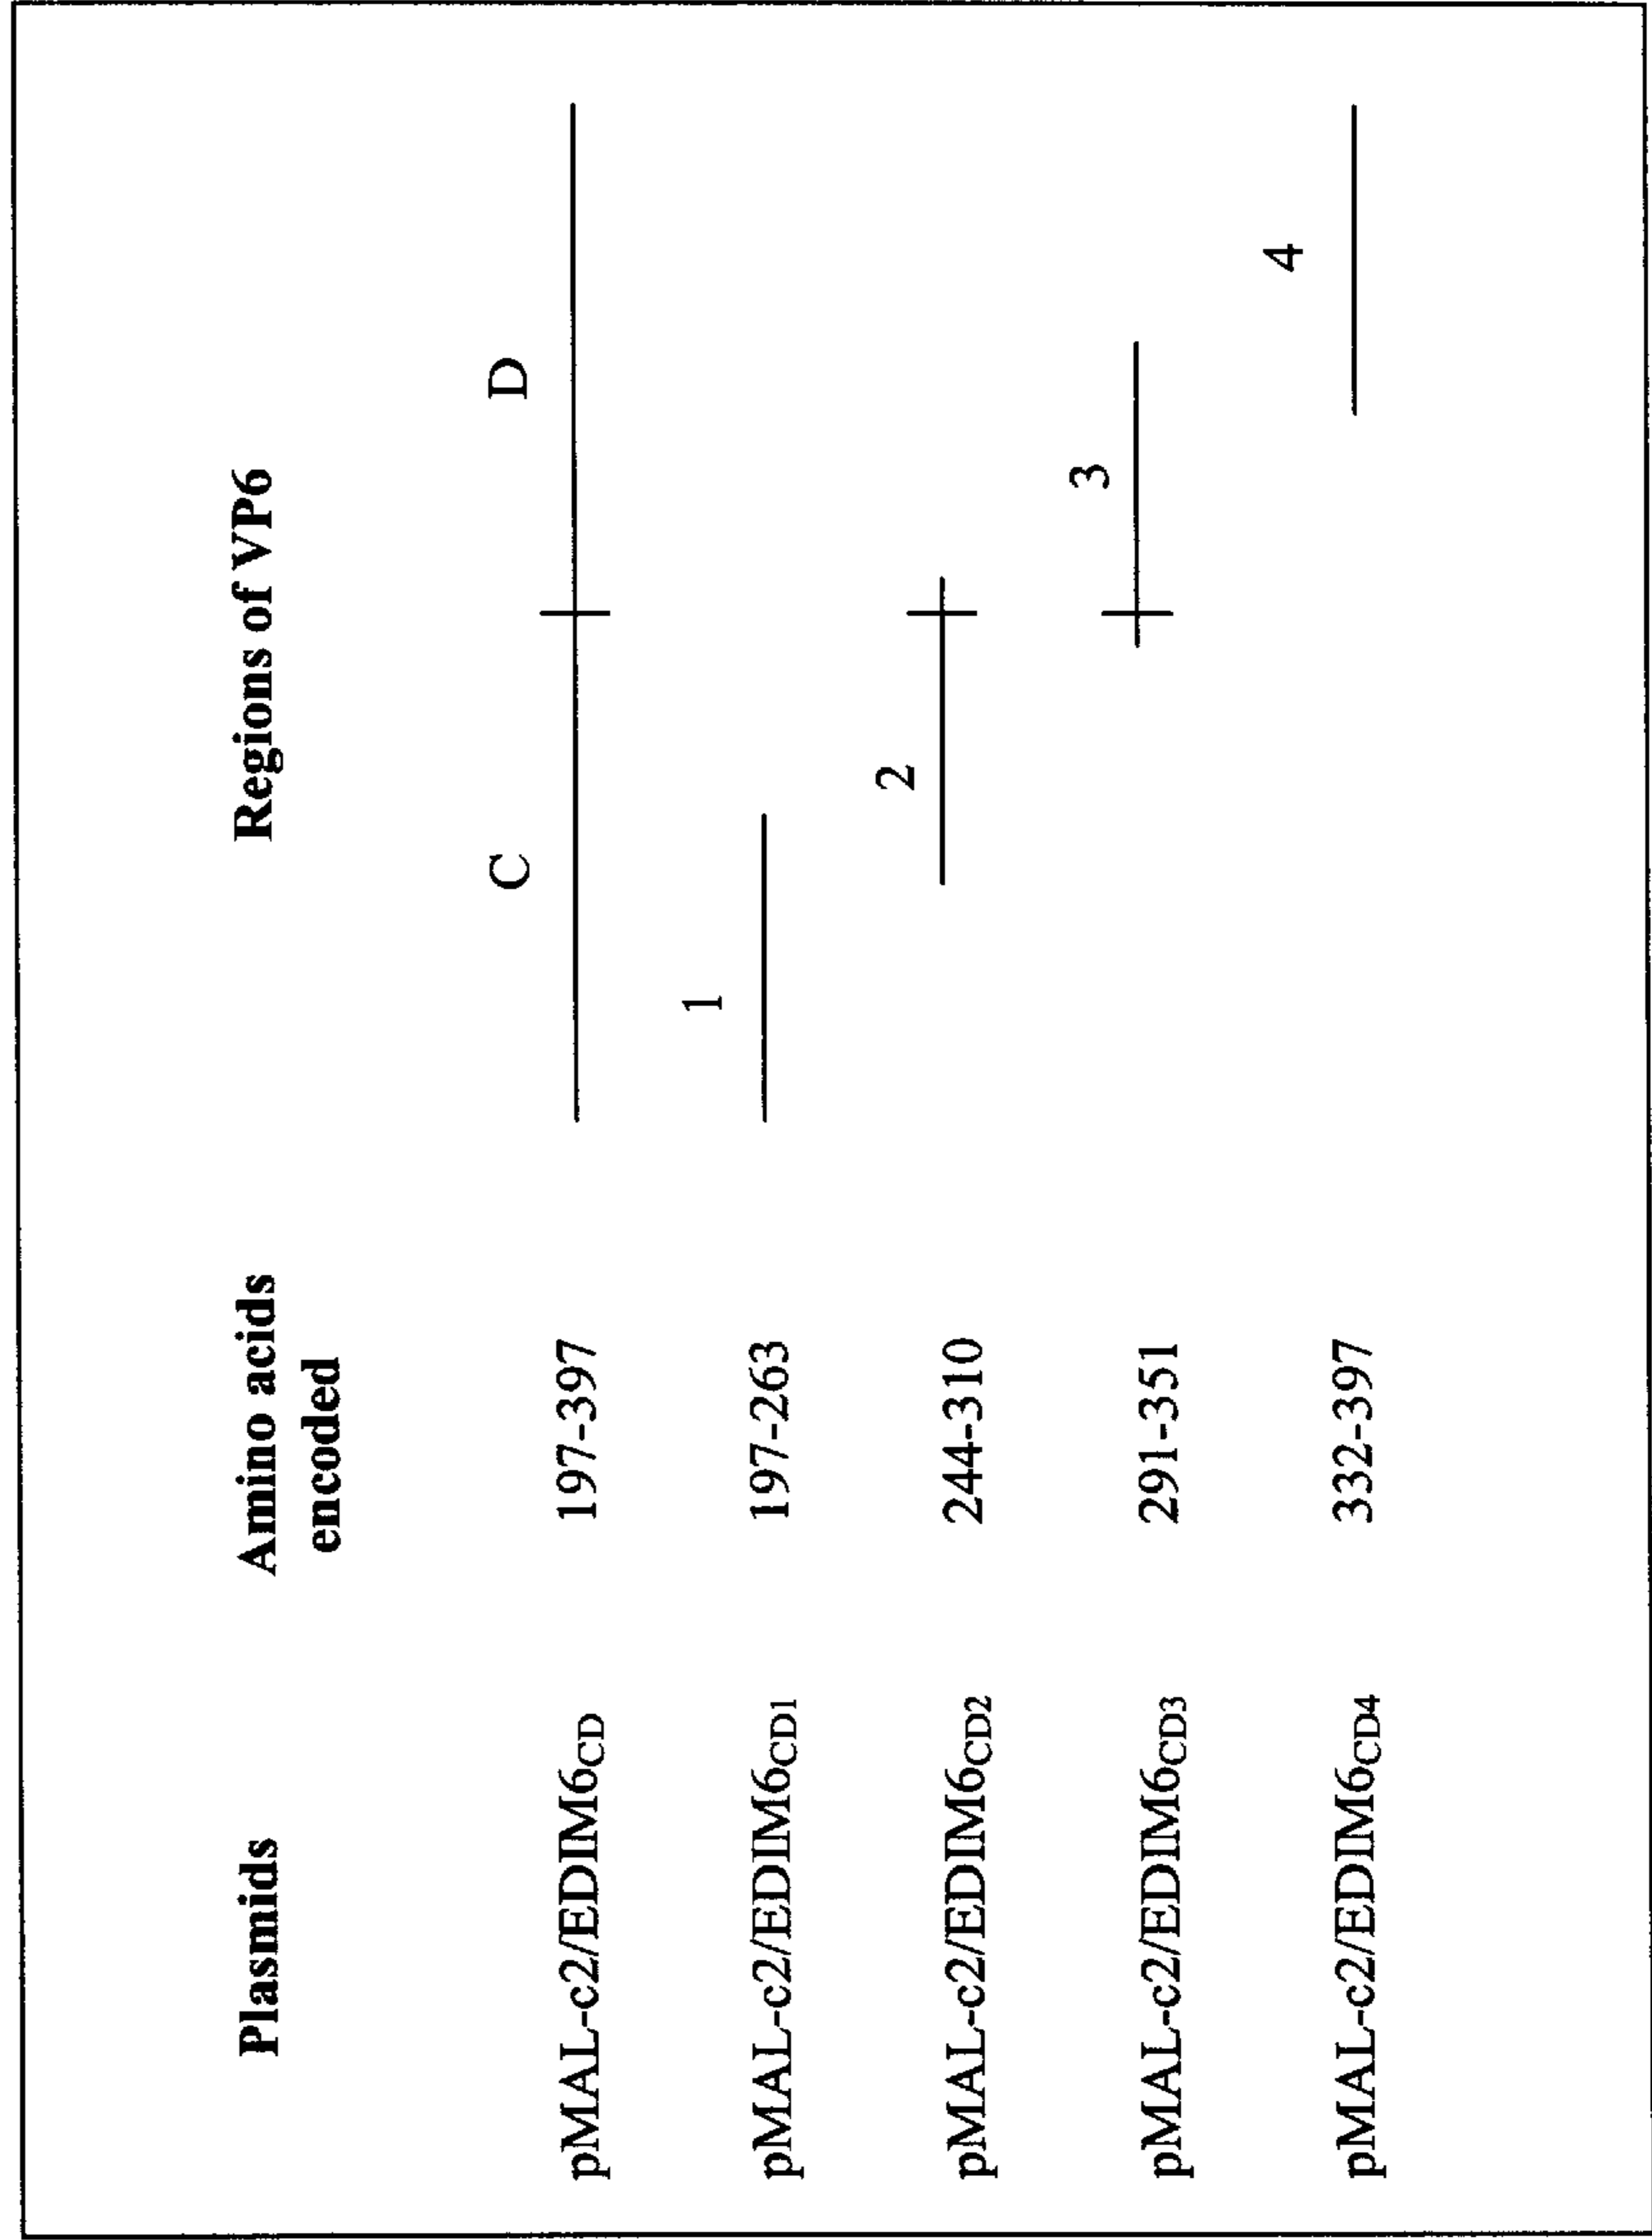 Plasmids Amino acids encoded Regions of VP6
C D
pMAL-c2/EDIM6CD 197-397
1
pMAL-c2/EDIM6CD1 197-263
2
pMAL-c2/EDIM6CD2 244-310
3
pMAL-c2/EDIM6CD3 291-351
4
pMAL-c2/EDIM6CD4 332-397